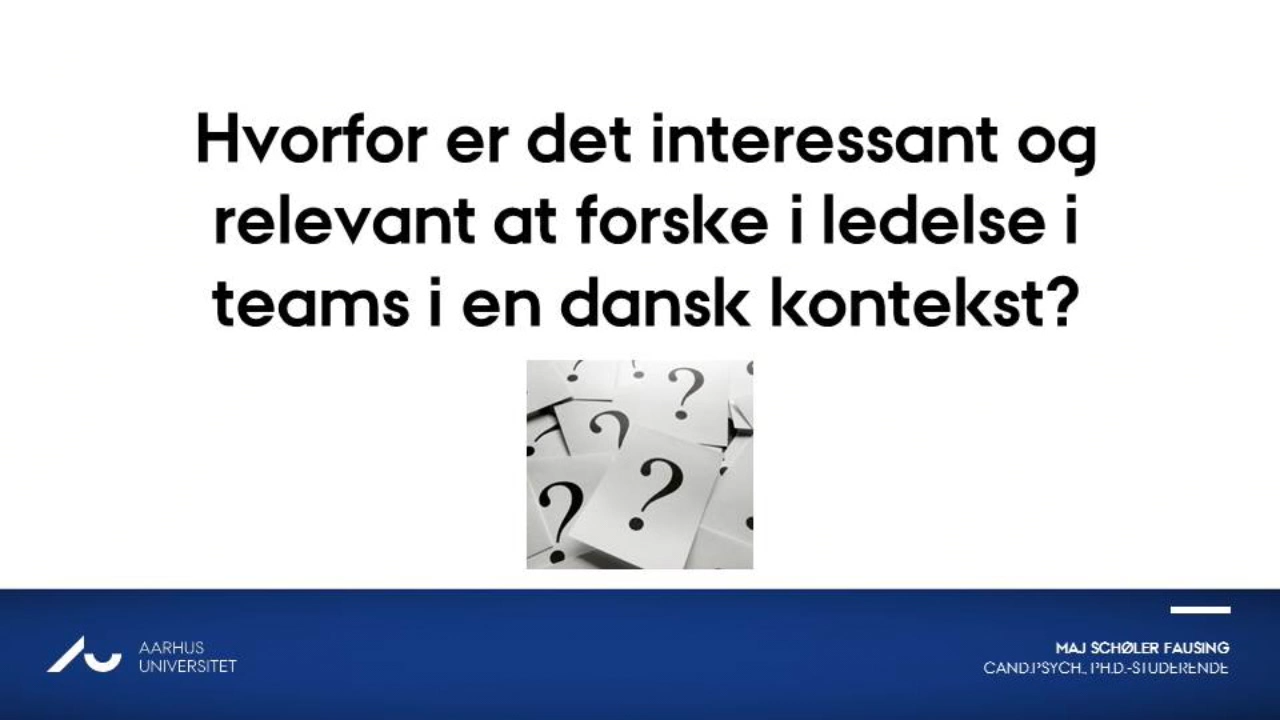 Hvorfor er det interessant og
relevant at forske i ledelse i
teams i en dansk kontekst?
AARHUS
UNIVERSITET
MAJ SCHØLER FAUSING
CAND.PSYCH., PH.D.-STUDERENDE